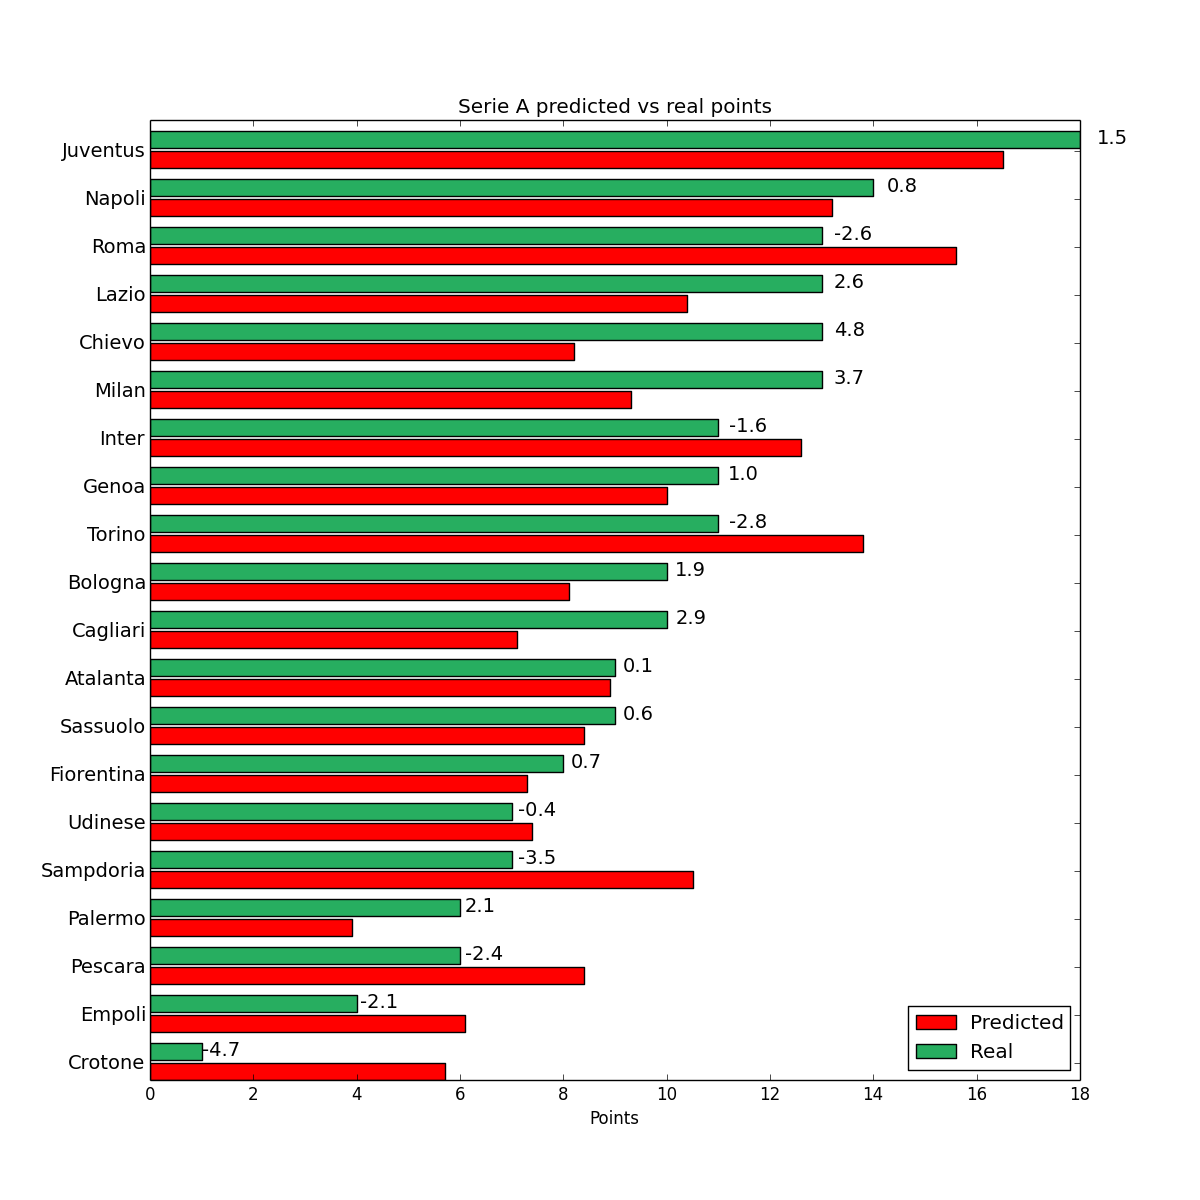 Serie A predicted vs real points
Juventus 1.5
Napoli 0.8
Roma -2.6
Lazio 2.6
Chievo 4.8
Milan 3.7
Inter -1.6
Genoa 1.0
Torino -2.8
Bologna 1.9
Cagliari 2.9
Atalanta 0.1
Sassuolo 0.6
Fiorentina 0.7
Udinese -0.4
Sampdoria -3.5
Palermo 2.1
Pescara -2.4
Empoli -2.1
Crotone -4.7
Predicted
Real
0 2 4 6 8 10 12 14 16 18
Points